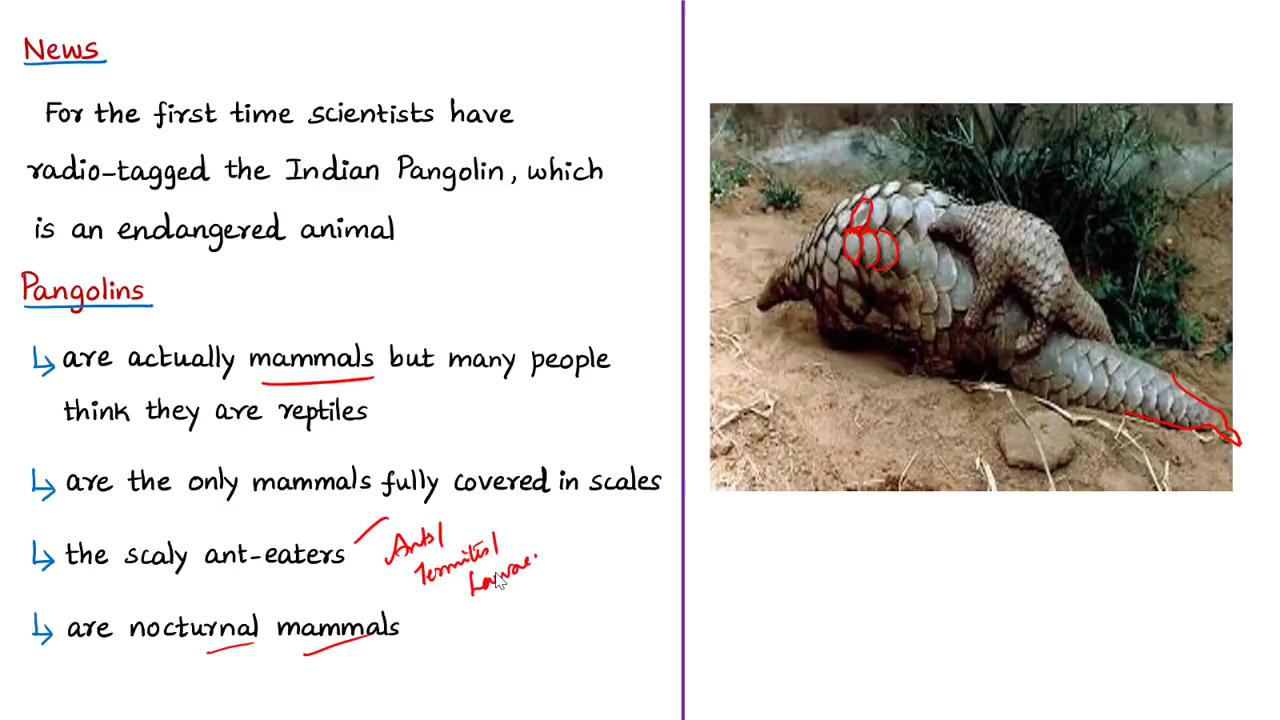 News
For the first time scientists have
radio-tagged the Indian Pangolin, which
is an endangered animal
Pangolins
↳ are actually mammals but many people
think they are reptiles
↳ are the only mammals fully covered in scales
↳ the scaly ant-eaters
Ants/
Termites/
Larvae.
↳ are nocturnal mammals